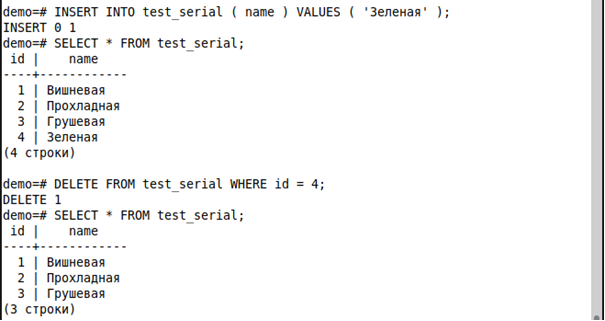 demo=# INSERT INTO test_serial ( name ) VALUES ( 'Зеленая' );
INSERT 0 1
demo=# SELECT * FROM test_serial;
 id |    name
----+------------
  1 | Вишневая
  2 | Прохладная
  3 | Грушевая
  4 | Зеленая
(4 строки)

demo=# DELETE FROM test_serial WHERE id = 4;
DELETE 1
demo=# SELECT * FROM test_serial;
 id |    name
----+------------
  1 | Вишневая
  2 | Прохладная
  3 | Грушевая
(3 строки)